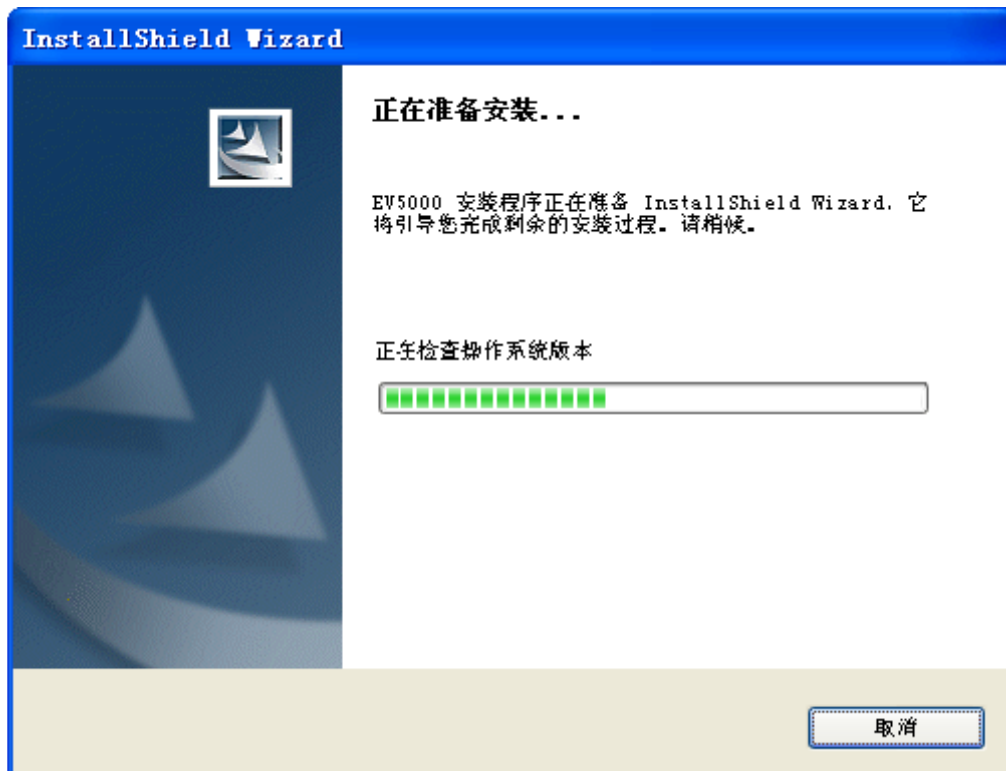 InstallShield Wizard
正在准备安装...
EV5000 安装程序正在准备 InstallShield Wizard，它
将引导您完成剩余的安装过程。请稍候。
正在检查操作系统版本
取消